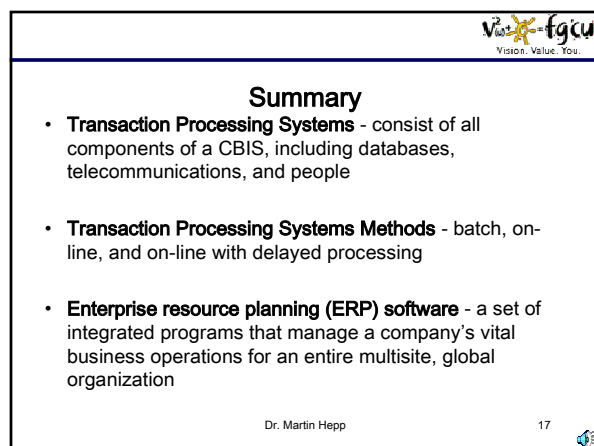 fgcu
Vision. Value. You.
Summary
• Transaction Processing Systems - consist of all
components of a CBIS, including databases,
telecommunications, and people
• Transaction Processing Systems Methods - batch, on-
line, and on-line with delayed processing
• Enterprise resource planning (ERP) software - a set of
integrated programs that manage a company's vital
business operations for an entire multisite, global
organization
Dr. Martin Hepp
17